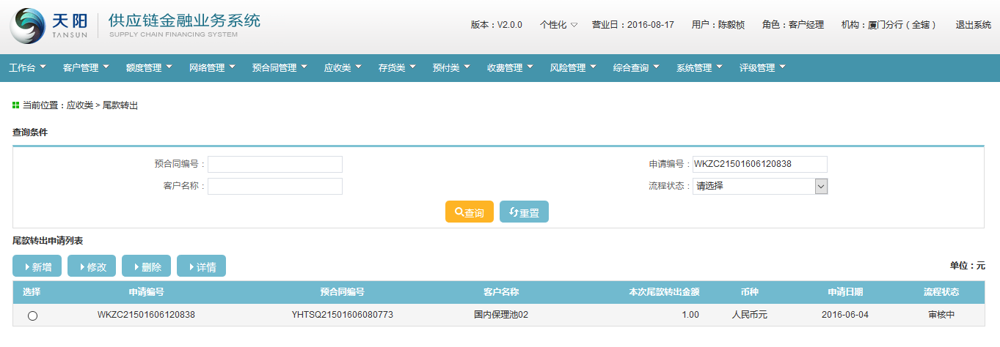 天阳 供应链金融业务系统
TANSUN SUPPLY CHAIN FINANCING SYSTEM
版本：V2.0.0 个性化 营业日：2016-08-17 用户：陈毅桢 角色：客户经理 机构：厦门分行（全辖） 退出系统
工作台 客户管理 额度管理 网络管理 预合同管理 应收类 存货类 预付类 收费管理 风险管理 综合查询 系统管理 评级管理
当前位置：应收类 > 尾款转出
查询条件
预合同编号： 申请编号：WKZC21501606120838
客户名称： 流程状态：请选择
查询 重置
尾款转出申请列表
新增 修改 删除 详情 单位：元
选择 申请编号 预合同编号 客户名称 本次尾款转出金额 币种 申请日期 流程状态
WKZC21501606120838 YHTSQ21501606080773 国内保理池02 1.00 人民币元 2016-06-04 审核中